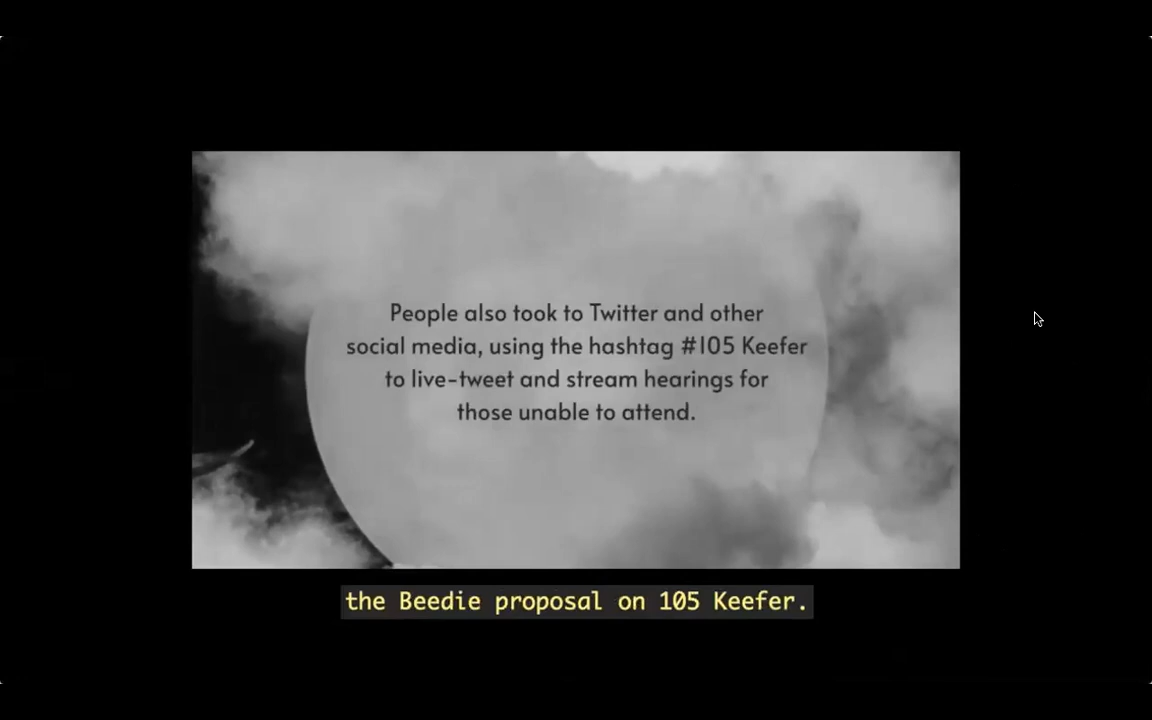 People also took to Twitter and other
social media, using the hashtag #105 Keefer
to live-tweet and stream hearings for
those unable to attend.
the Beedie proposal on 105 Keefer.